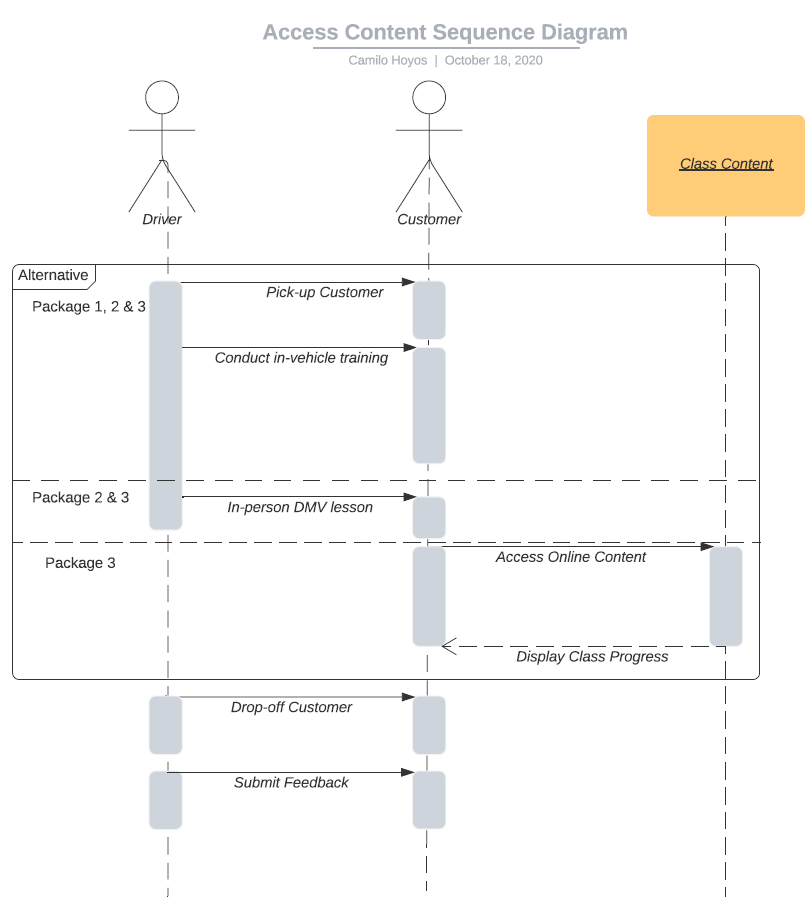 Access Content Sequence Diagram
Camilo Hoyos | October 18, 2020
Driver
Customer
Class Content
Alternative
Package 1, 2 & 3
Pick-up Customer
Conduct in-vehicle training
Package 2 & 3
In-person DMV lesson
Package 3
Access Online Content
Display Class Progress
Drop-off Customer
Submit Feedback